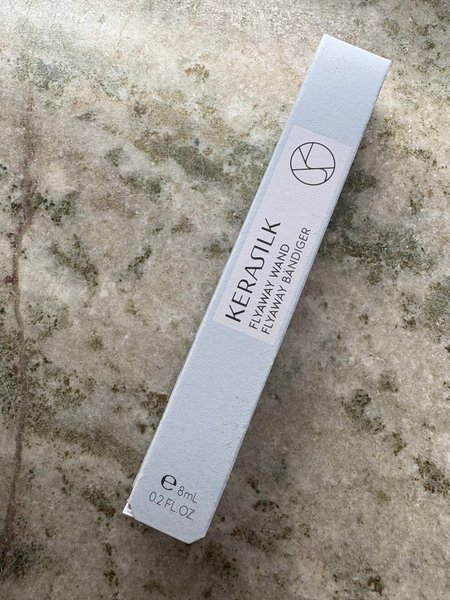 KERASILK
FLYAWAY WAND
FLYAWAY BÄNDIGER
℮ 8mL
0.2 FL.OZ.